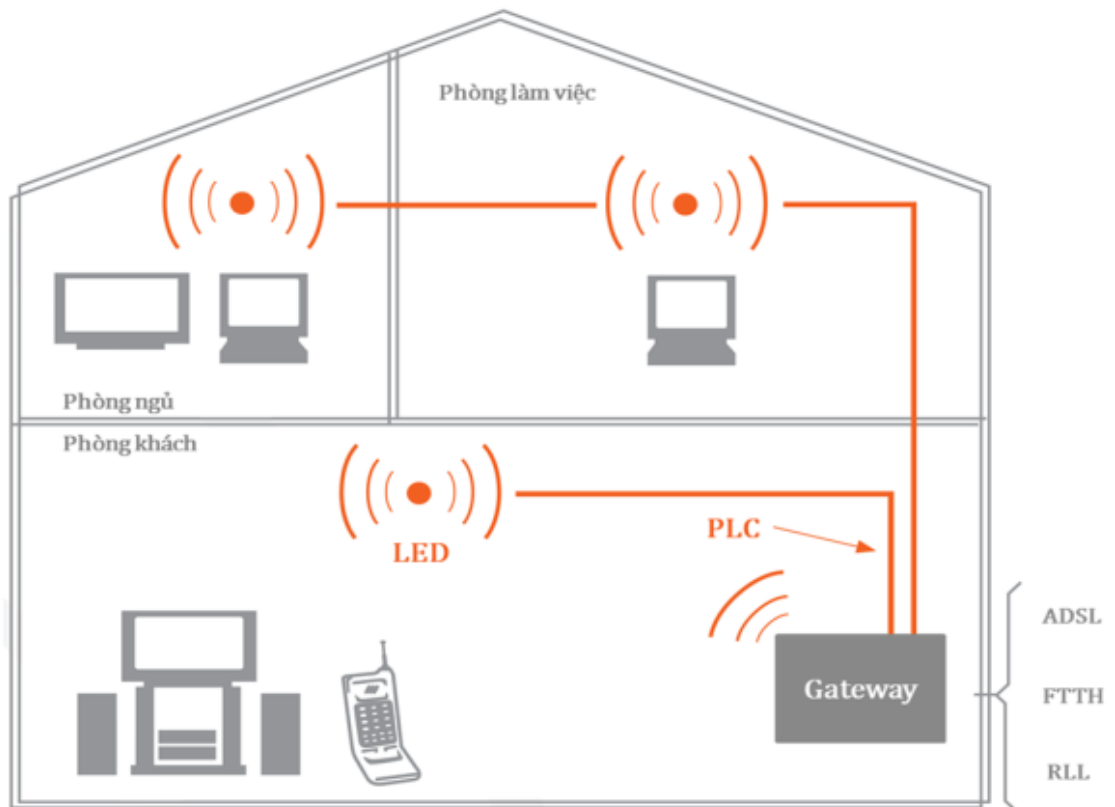 Phòng làm việc
Phòng ngủ
Phòng khách
LED
PLC
ADSL
Gateway
FTTH
RLL